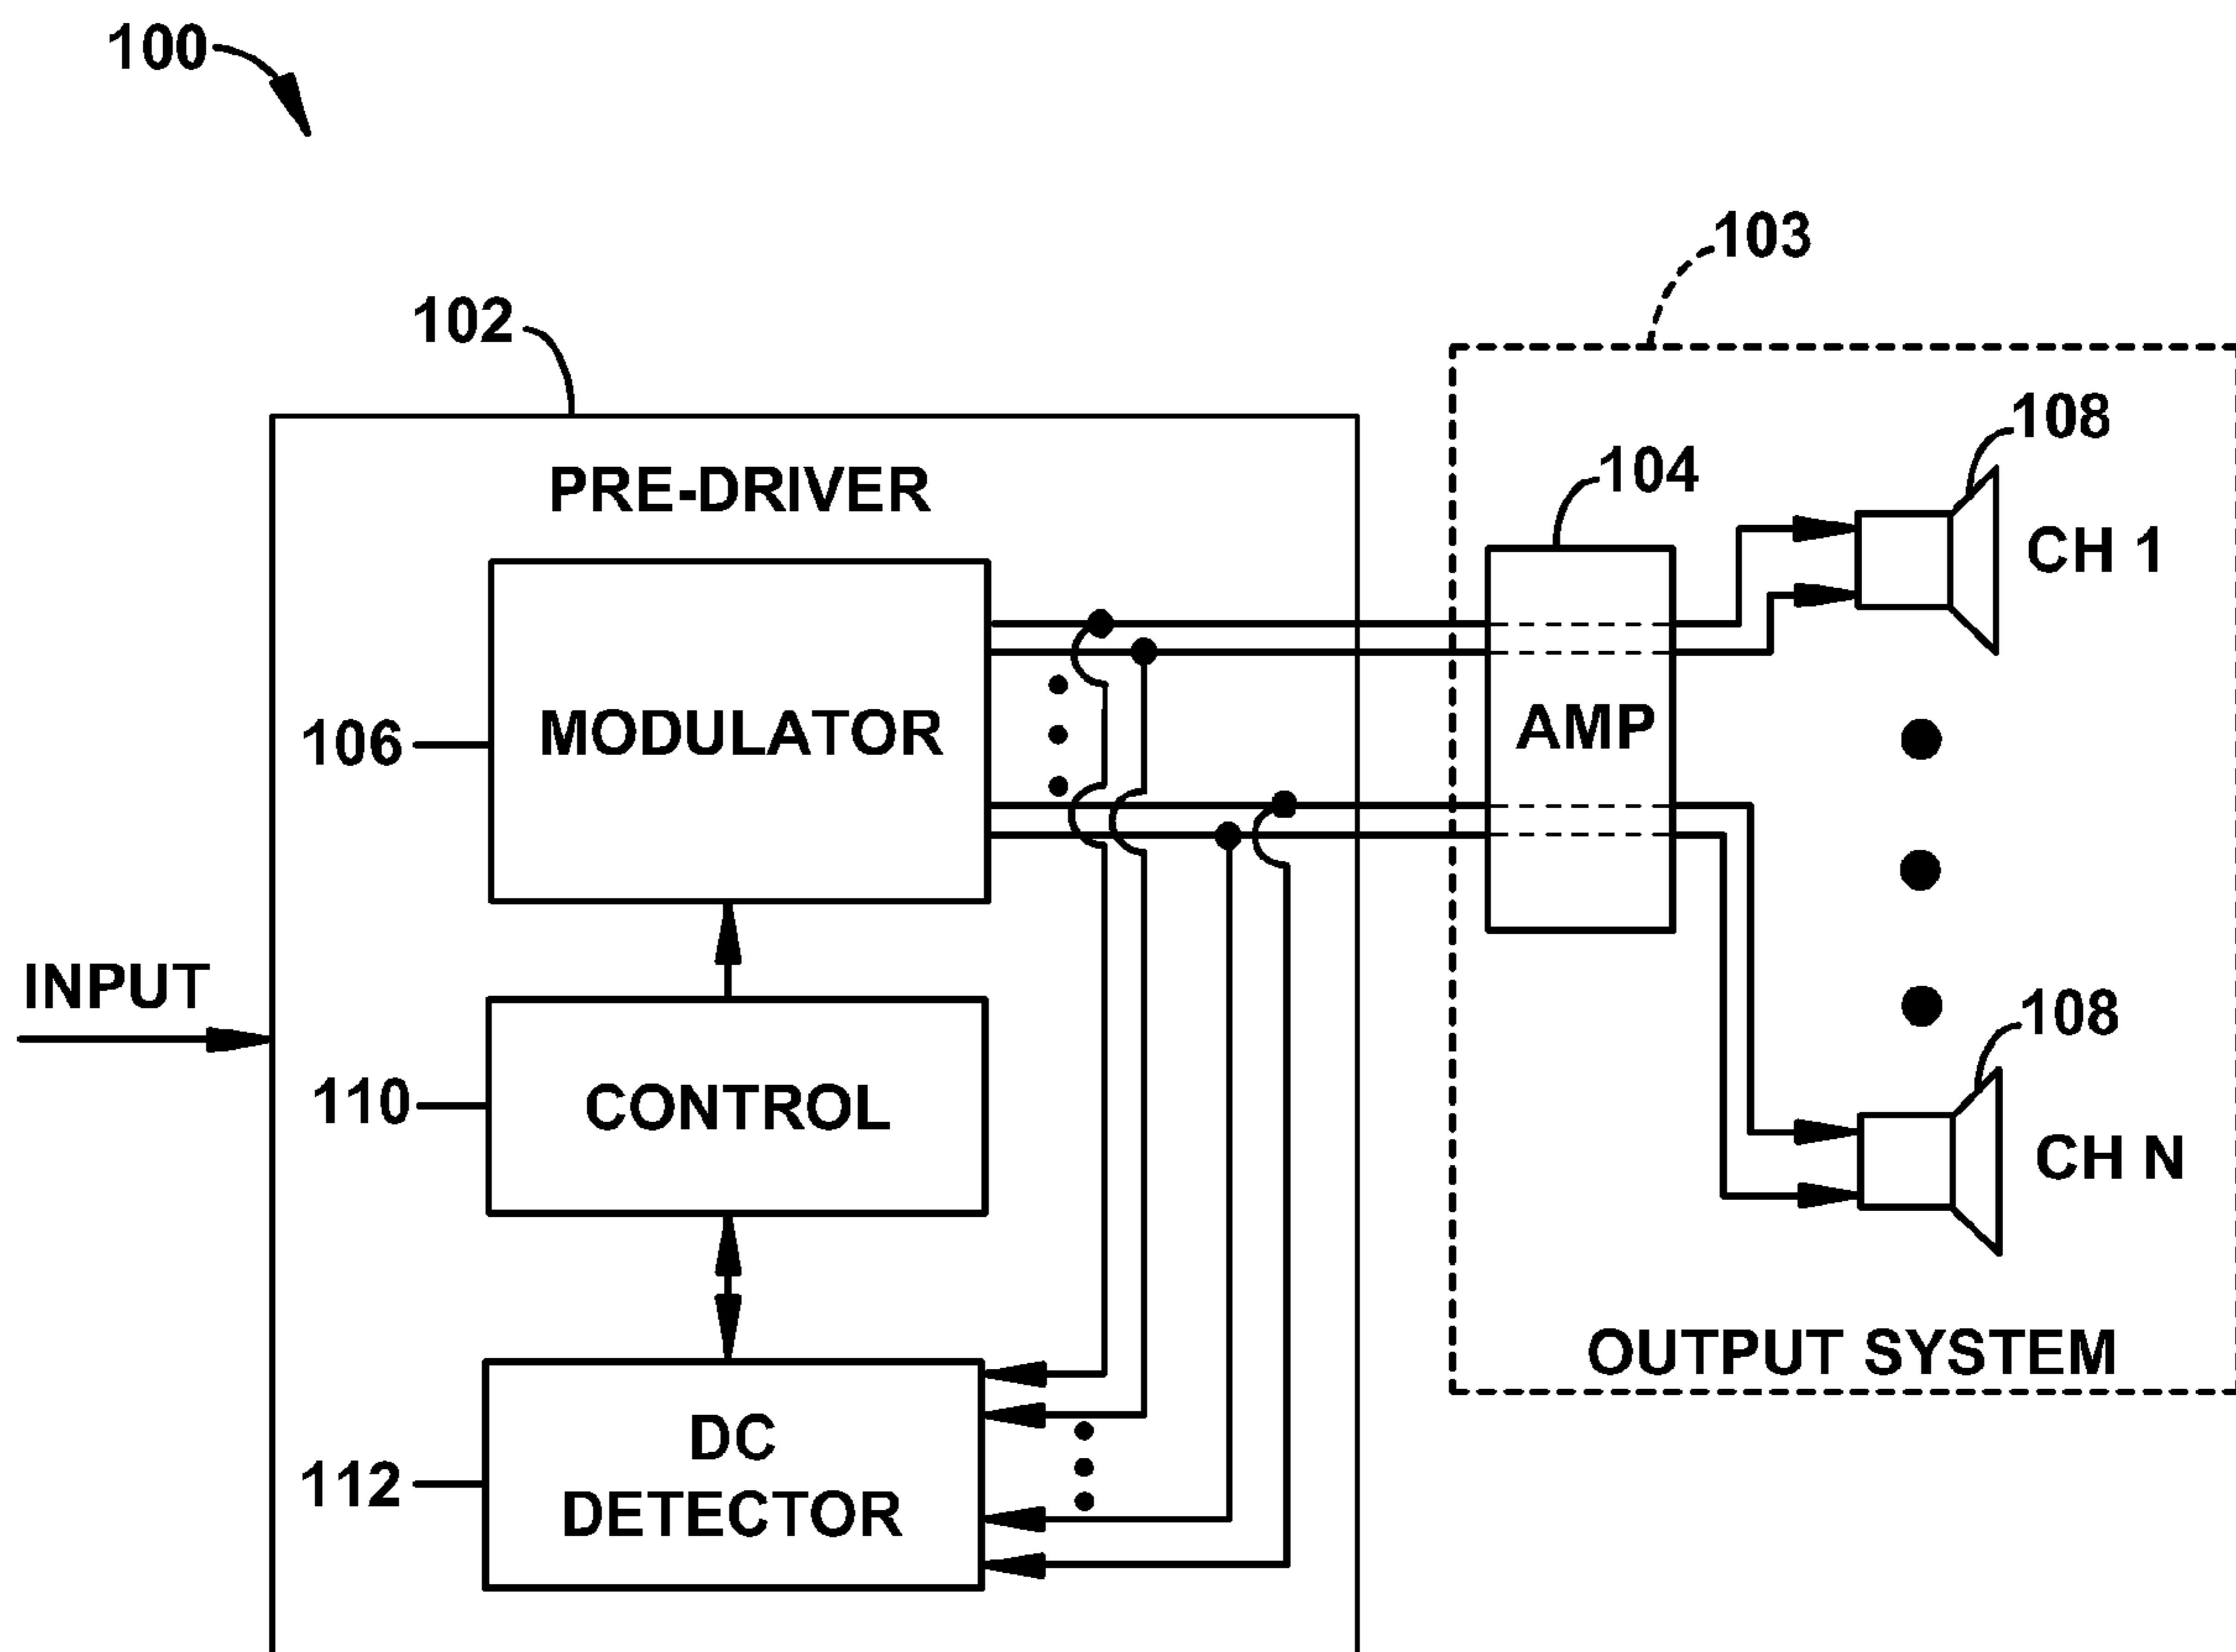 100
103
102
108
104
PRE-DRIVER
CH 1
AMP
MODULATOR
106
INPUT
108
110
CONTROL
CH N
OUTPUT SYSTEM
DC
DETECTOR
112